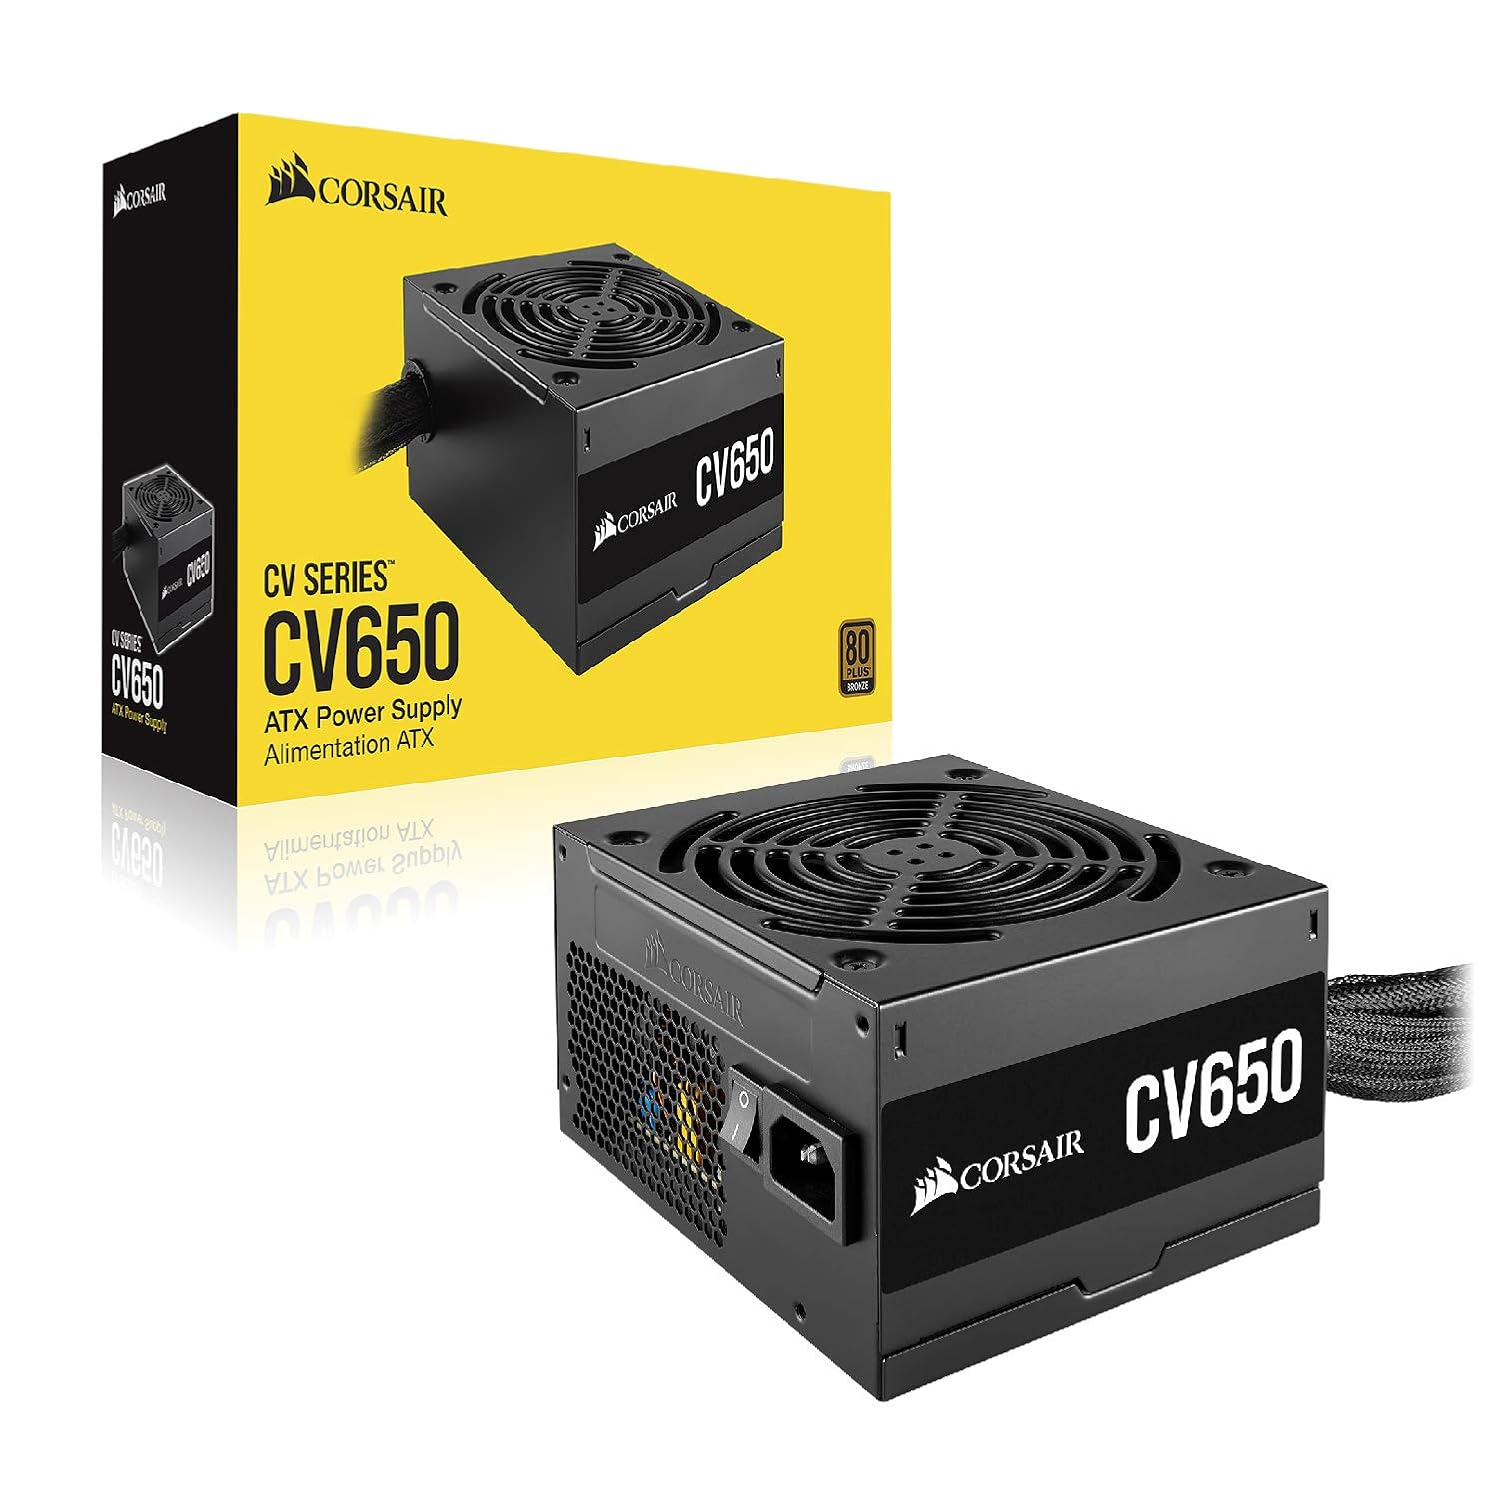 CORSAIR
CORSAIR
CORSAIR
CV650
CORSAIR
CV650
CV SERIES™
CV650
ATX Power Supply
Alimentation ATX
80
PLUS®
BRONZE
CV SERIES™
CV650
ATX Power Supply
CORSAIR
O
I
CORSAIR
CV650